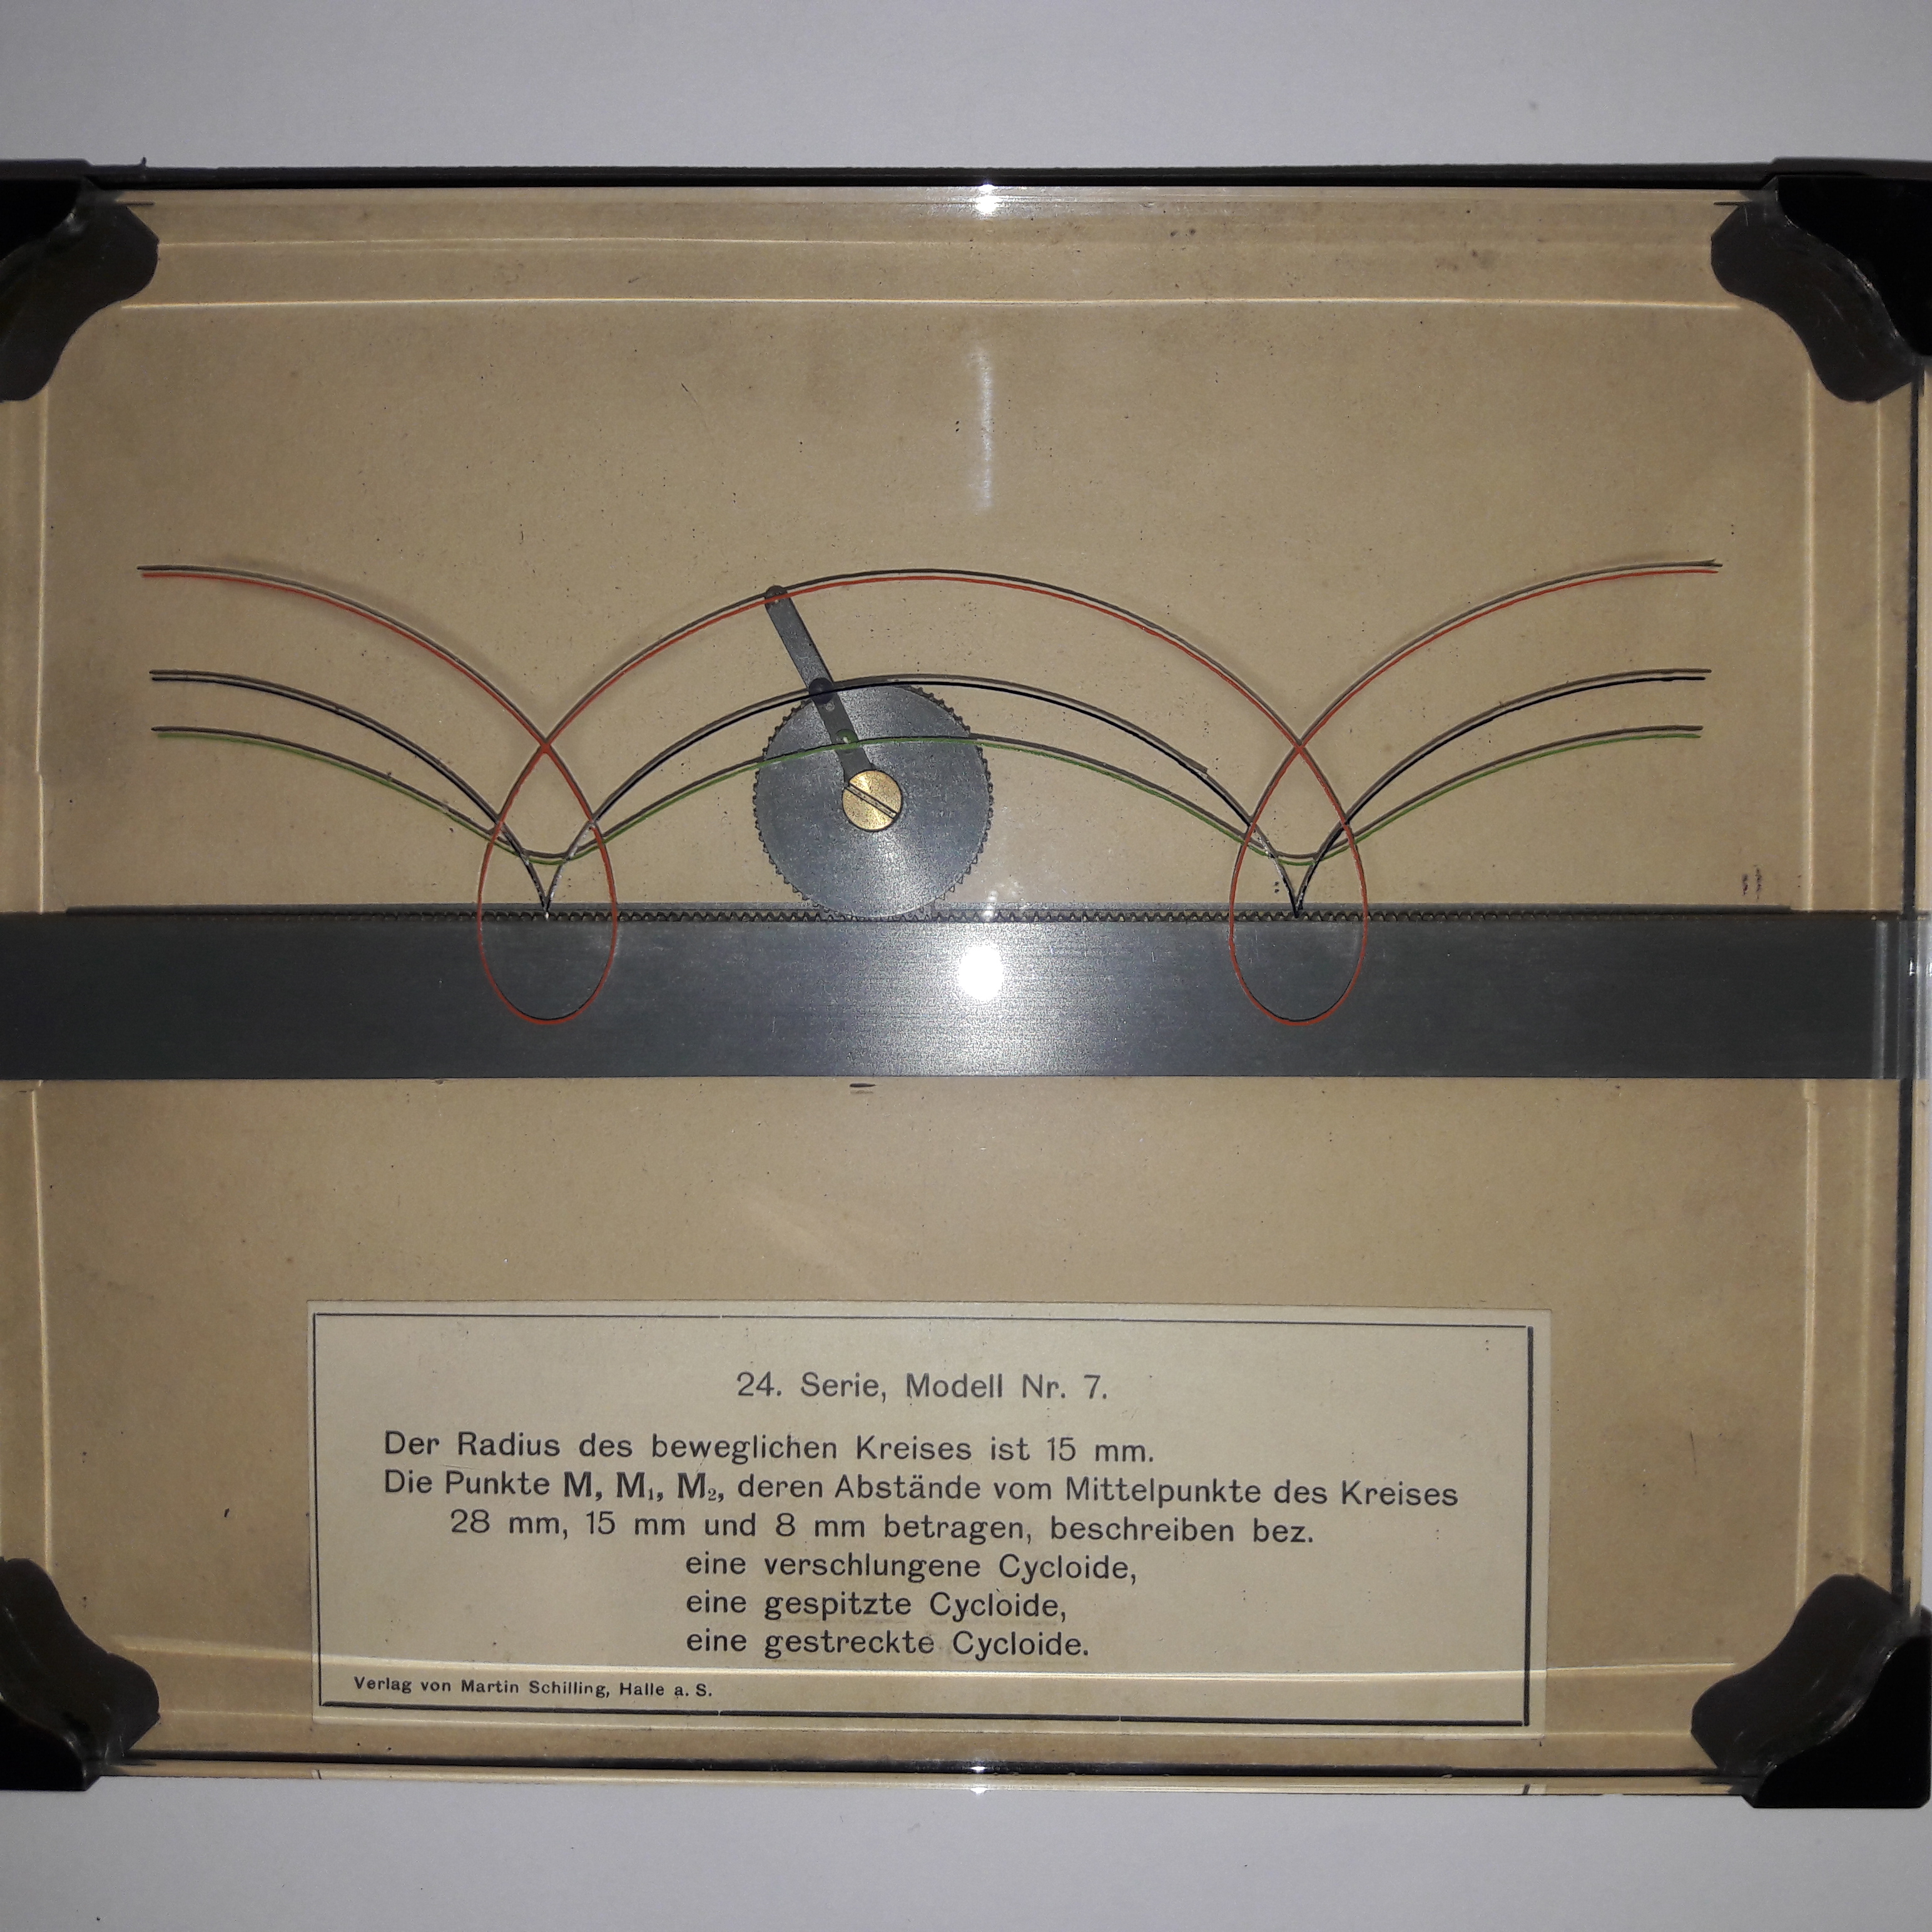 24. Serie, Modell Nr. 7.
Der Radius des beweglichen Kreises ist 15 mm.
Die Punkte M, M₁, M₂, deren Abstände vom Mittelpunkte des Kreises
28 mm, 15 mm und 8 mm betragen, beschreiben bez.
eine verschlungene Cycloide,
eine gespitzte Cycloide,
eine gestreckte Cycloide.
Verlag von Martin Schilling, Halle a. S.